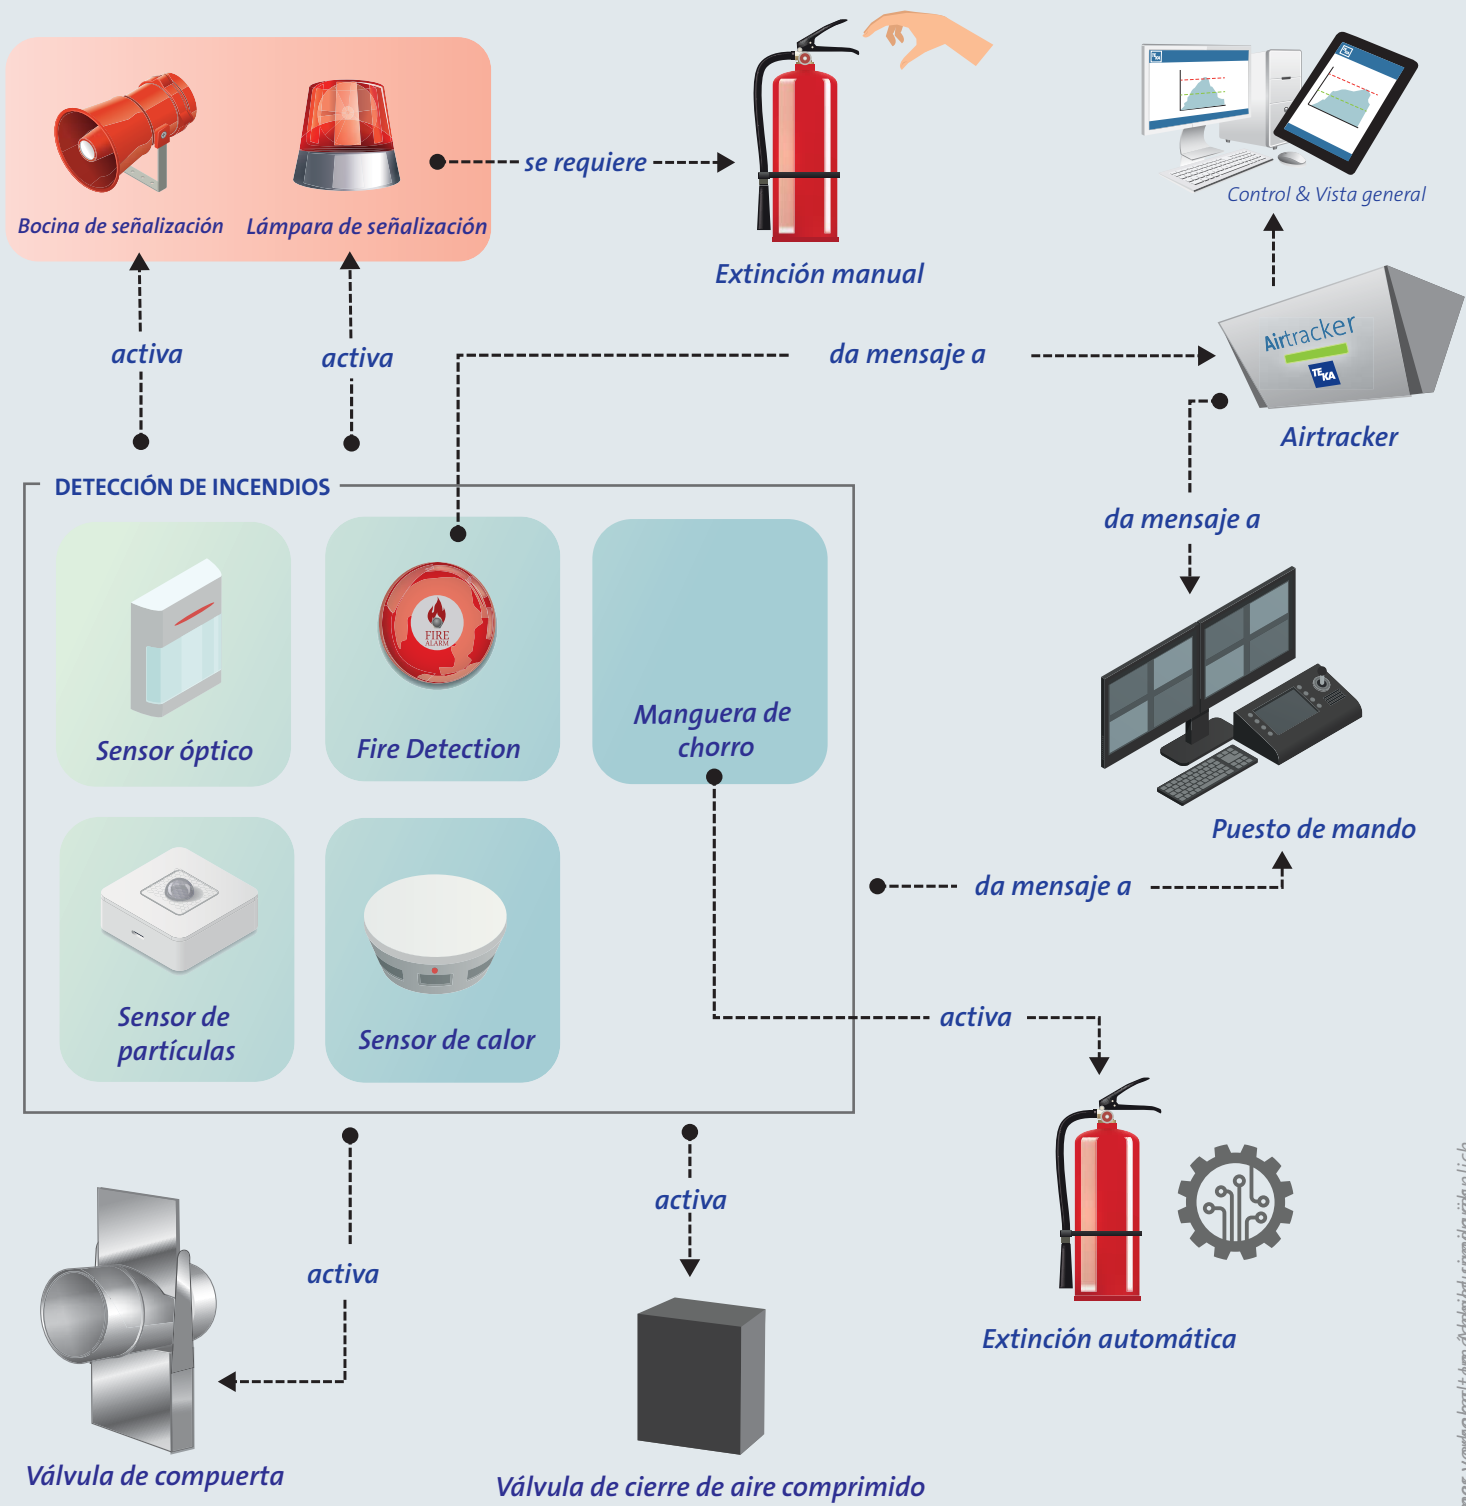 Bocina de señalización
Lámpara de señalización
se requiere
Extinción manual
Control & Vista general
activa
activa
da mensaje a
Airtracker
TEKA
Airtracker
da mensaje a
DETECCIÓN DE INCENDIOS
Sensor óptico
FIRE
ALARM
Fire Detection
Manguera de
chorro
Puesto de mando
Sensor de
partículas
Sensor de calor
da mensaje a
activa
activa
activa
Extinción automática
Válvula de compuerta
Válvula de cierre de aire comprimido